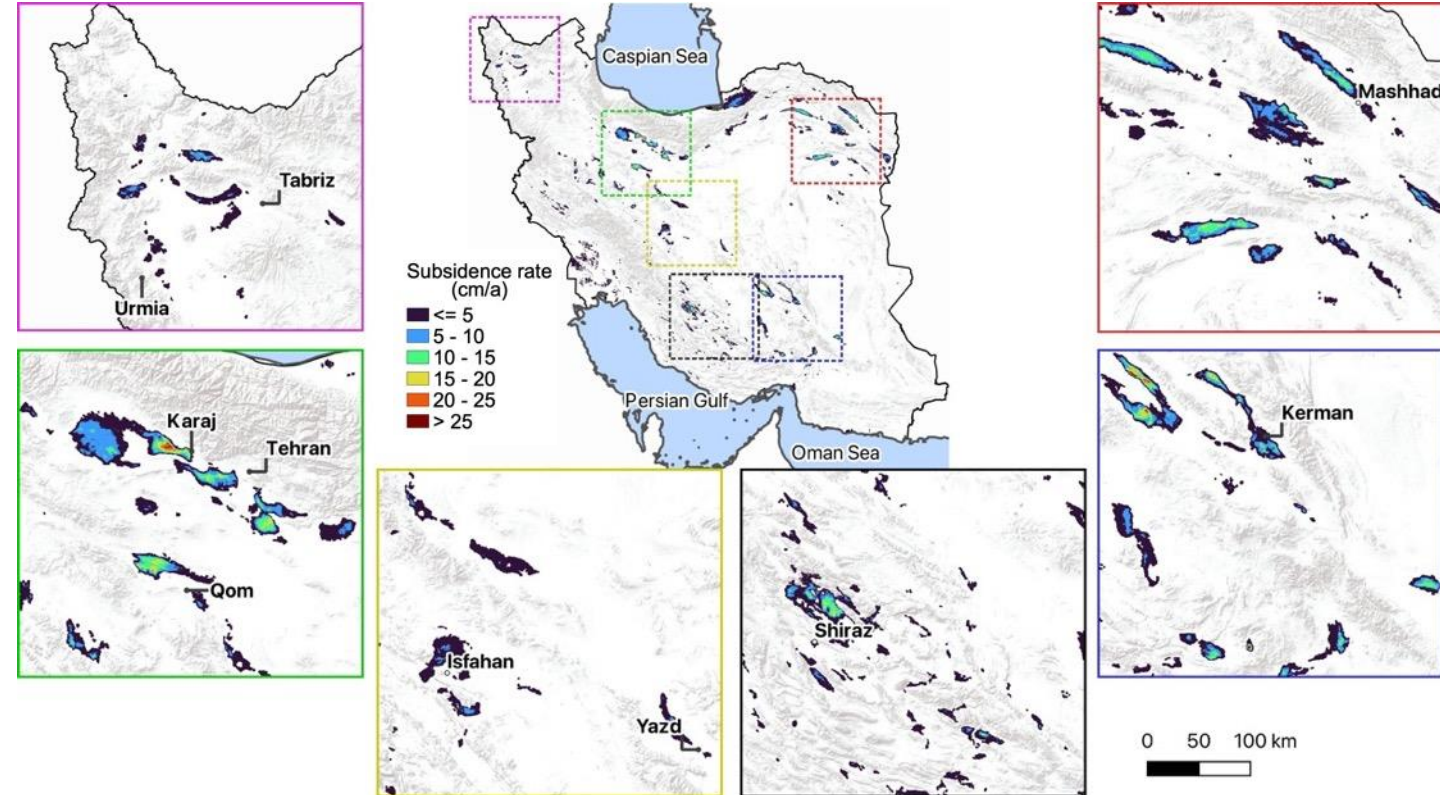 Caspian Sea
Mashhad
Tabriz
Urmia
Subsidence rate
(cm/a)
<= 5
5 - 10
10 - 15
15 - 20
20 - 25
> 25
Persian Gulf
Oman Sea
Karaj
Tehran
Qom
Kerman
Isfahan
Yazd
Shiraz
0 50 100 km